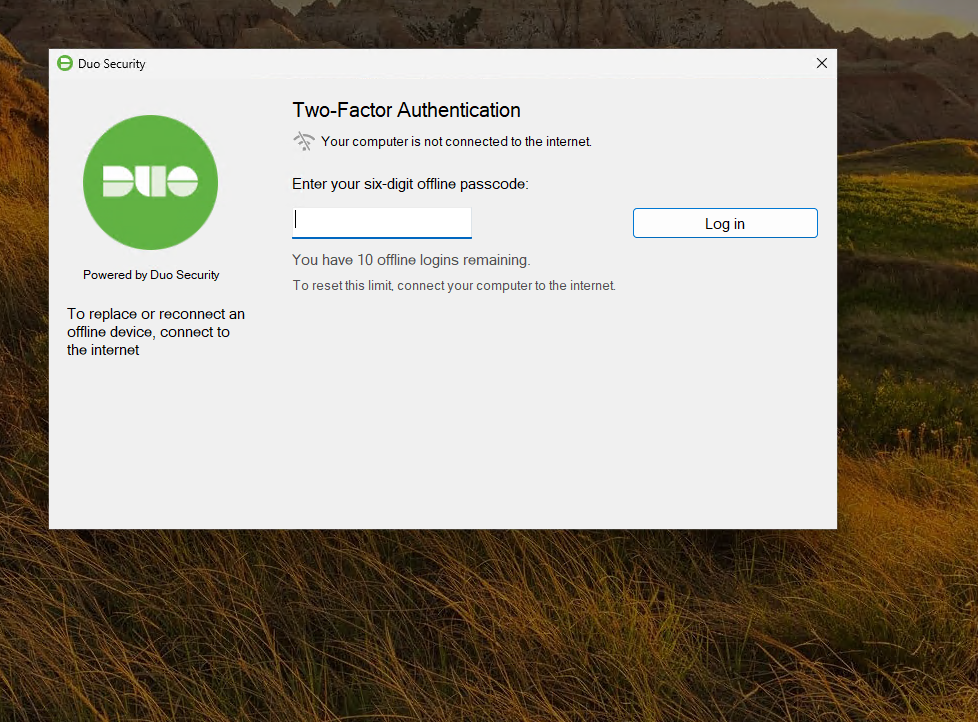 Duo Security
DUO
Powered by Duo Security
To replace or reconnect an
offline device, connect to
the internet
Two-Factor Authentication
Your computer is not connected to the internet.
Enter your six-digit offline passcode:
Log in
You have 10 offline logins remaining.
To reset this limit, connect your computer to the internet.